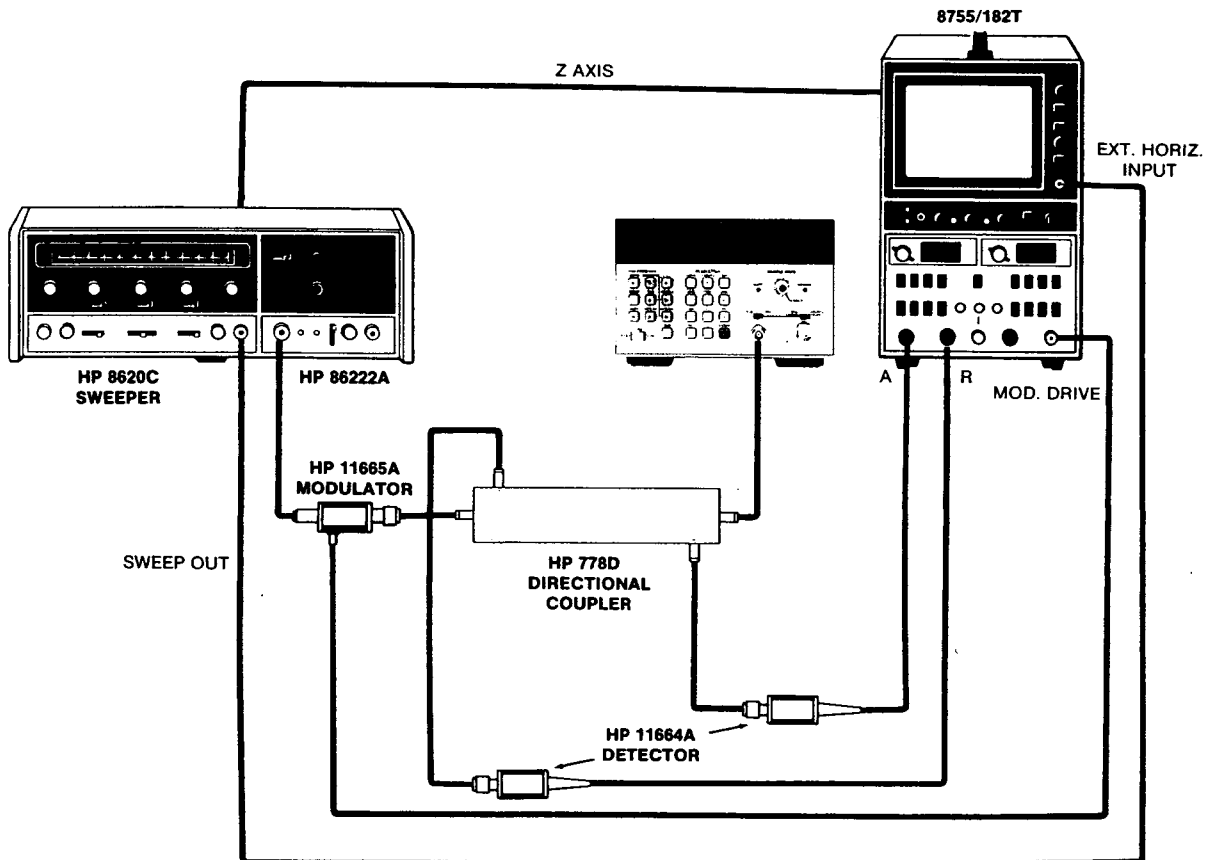 8755/182T
Z AXIS
EXT. HORIZ.
INPUT
HP 8620C
SWEEPER
HP 86222A
A
R
MOD. DRIVE
HP 11665A
MODULATOR
SWEEP OUT
HP 778D
DIRECTIONAL
COUPLER
HP 11664A
DETECTOR